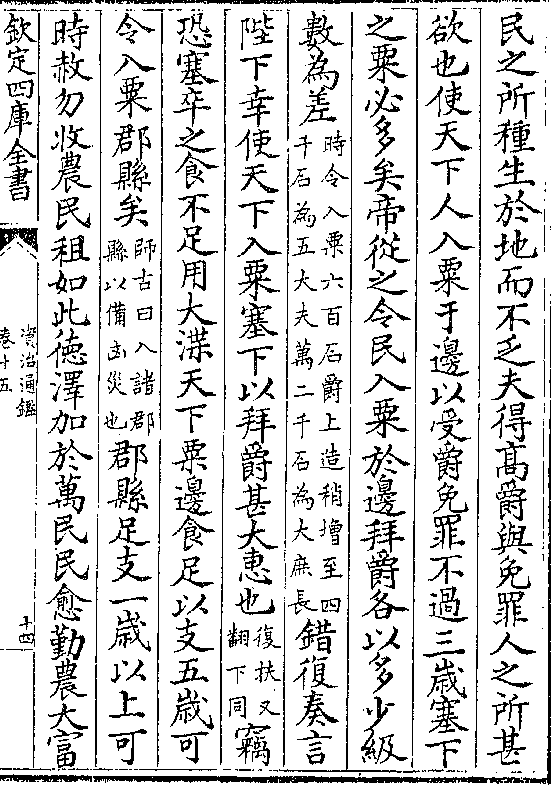 民之所種生於地而不乏夫得髙爵與免罪人之所甚
欲也使天下人入粟于邊以受爵免罪不過三歳塞下
之粟必多矣帝從之令民入粟於邊拜爵各以多少級
數為差時令入粟六百石爵上造稍增至四
千石為五大夫萬二千石為大庶長錯復奏言
陛下幸使天下入粟塞下以拜爵甚大惠也復扶又
翻下同竊
恐塞卒之食不足用大渫天下粟邊食足以支五歳可
令入粟郡縣矣師古曰入諸郡
縣以備凶災也郡縣足支一歳以上可
時赦勿收農民租如此徳澤加於萬民民愈勤農大富
欽定四庫全書
資治通鑑
卷十五
十四